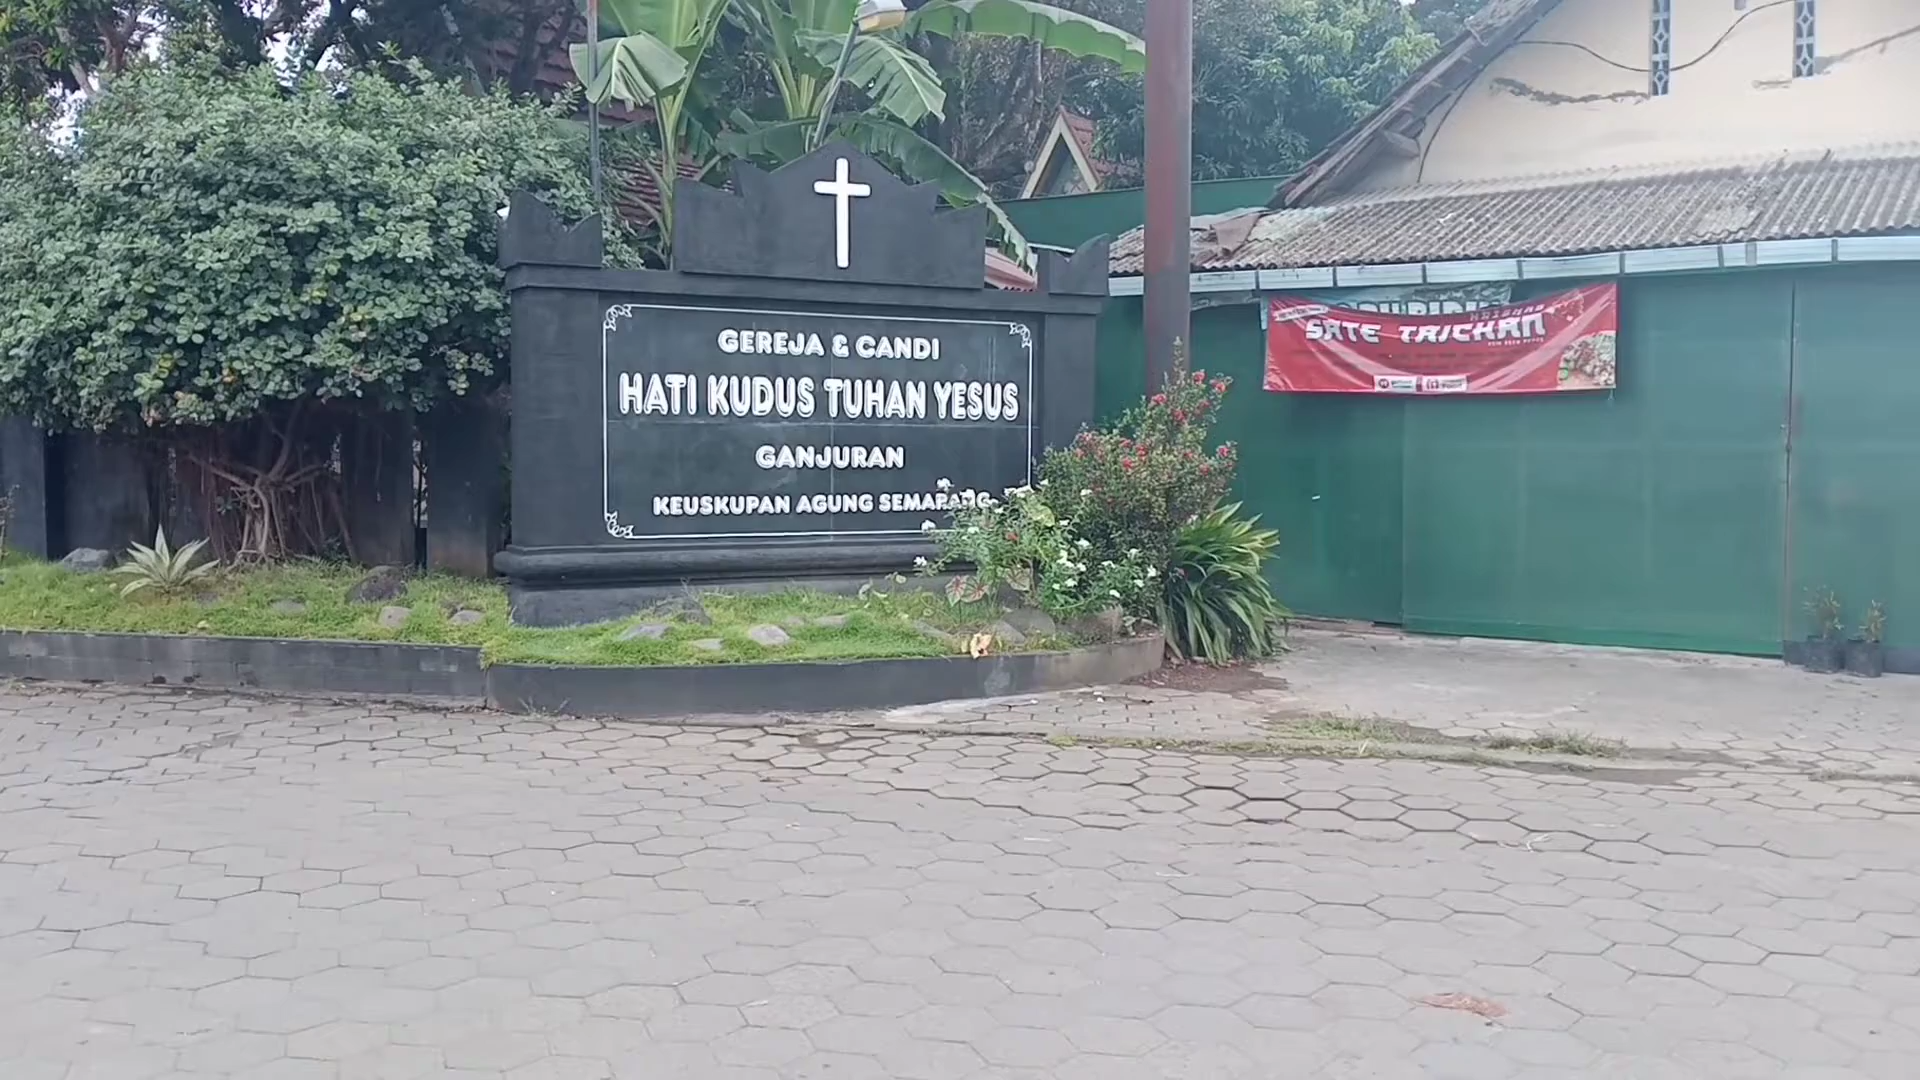 GEREJA & CANDI
HATI KUDUS TUHAN YESUS
GANJURAN
KEUSKUPAN AGUNG SEMARANG
SATE TAICHAN